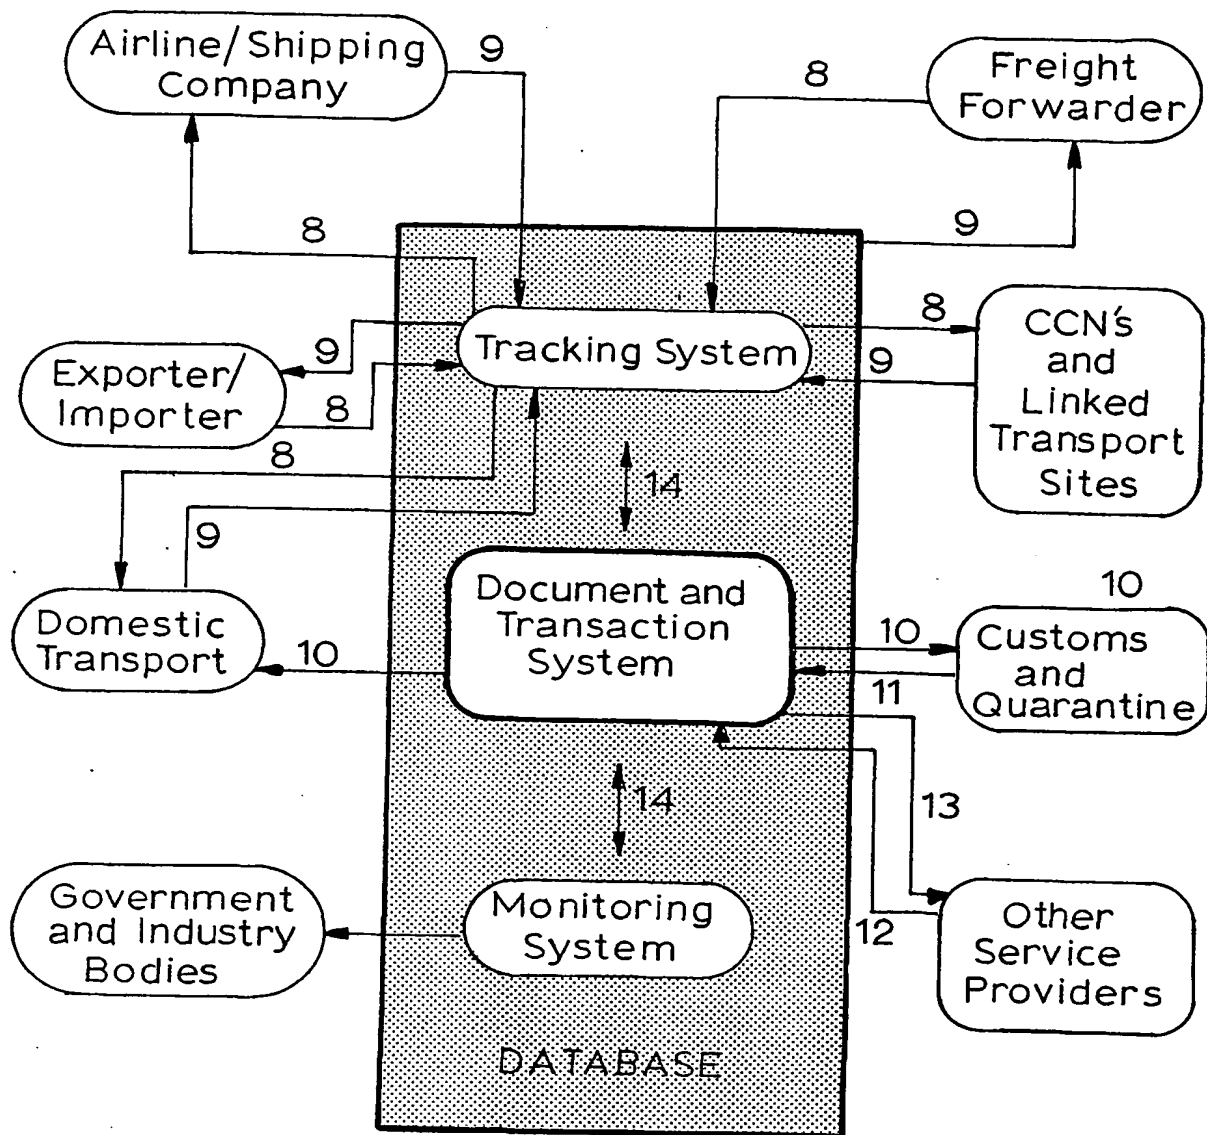 Airline/Shipping
Company
9
8
Freight
Forwarder
8
9
Tracking System
8
9
CCN's
and
Linked
Transport
Sites
Exporter/
Importer
9
8
8
9
14
Document and
Transaction
System
Domestic
Transport
10
10
11
10
Customs
and
Quarantine
14
13
12
Government
and Industry
Bodies
Monitoring
System
Other
Service
Providers
DATABASE